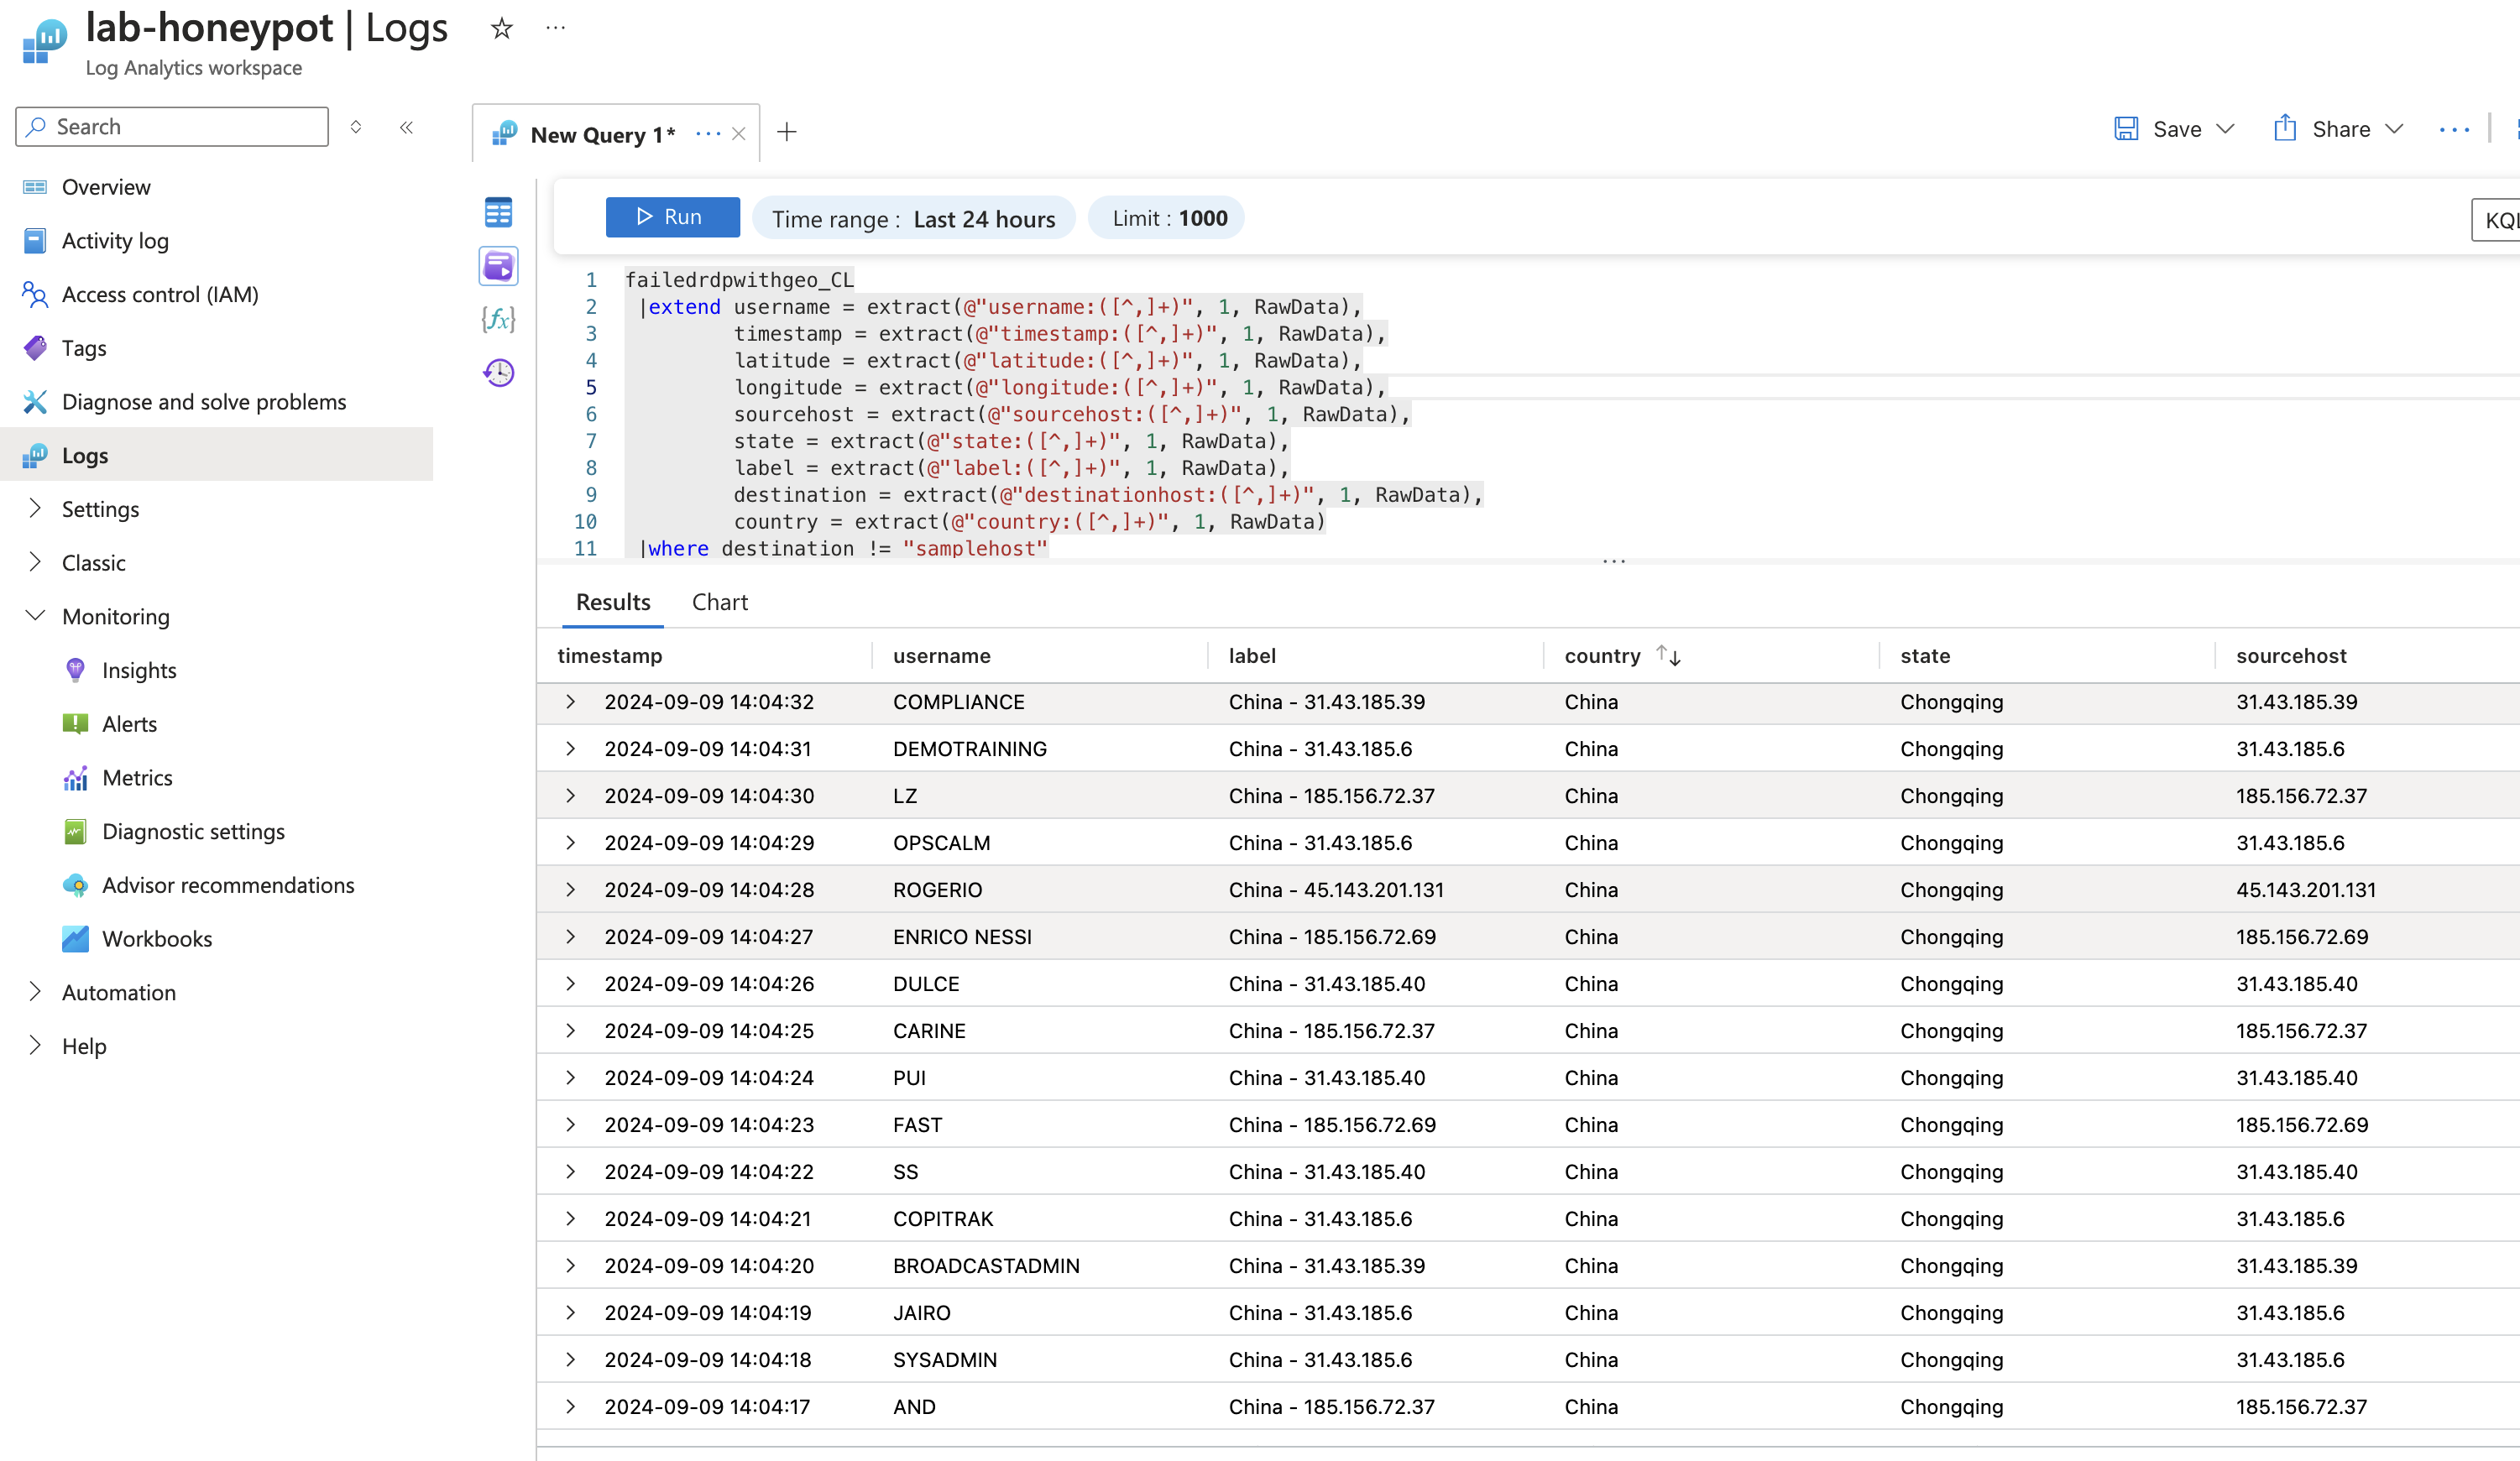 lab-honeypot | Logs
Log Analytics workspace
Search
Overview
Activity log
Access control (IAM)
Tags
Diagnose and solve problems
Logs
Settings
Classic
Monitoring
Insights
Alerts
Metrics
Diagnostic settings
Advisor recommendations
Workbooks
Automation
Help
New Query 1*
Save
Share
Run
Time range : Last 24 hours
Limit : 1000
1 failedrdpwithgeo_CL
2 |extend username = extract(@"username:([^,]+)", 1, RawData),
3 timestamp = extract(@"timestamp:([^,]+)", 1, RawData),
4 latitude = extract(@"latitude:([^,]+)", 1, RawData),
5 longitude = extract(@"longitude:([^,]+)", 1, RawData),
6 sourcehost = extract(@"sourcehost:([^,]+)", 1, RawData),
7 state = extract(@"state:([^,]+)", 1, RawData),
8 label = extract(@"label:([^,]+)", 1, RawData),
9 destination = extract(@"destinationhost:([^,]+)", 1, RawData),
10 country = extract(@"country:([^,]+)", 1, RawData)
11 |where destination != "samplehost"
Results Chart
timestamp username label country state sourcehost
2024-09-09 14:04:32 COMPLIANCE China - 31.43.185.39 China Chongqing 31.43.185.39
2024-09-09 14:04:31 DEMOTRAINING China - 31.43.185.6 China Chongqing 31.43.185.6
2024-09-09 14:04:30 LZ China - 185.156.72.37 China Chongqing 185.156.72.37
2024-09-09 14:04:29 OPSCALM China - 31.43.185.6 China Chongqing 31.43.185.6
2024-09-09 14:04:28 ROGERIO China - 45.143.201.131 China Chongqing 45.143.201.131
2024-09-09 14:04:27 ENRICO NESSI China - 185.156.72.69 China Chongqing 185.156.72.69
2024-09-09 14:04:26 DULCE China - 31.43.185.40 China Chongqing 31.43.185.40
2024-09-09 14:04:25 CARINE China - 185.156.72.37 China Chongqing 185.156.72.37
2024-09-09 14:04:24 PUI China - 31.43.185.40 China Chongqing 31.43.185.40
2024-09-09 14:04:23 FAST China - 185.156.72.69 China Chongqing 185.156.72.69
2024-09-09 14:04:22 SS China - 31.43.185.40 China Chongqing 31.43.185.40
2024-09-09 14:04:21 COPITRAK China - 31.43.185.6 China Chongqing 31.43.185.6
2024-09-09 14:04:20 BROADCASTADMIN China - 31.43.185.39 China Chongqing 31.43.185.39
2024-09-09 14:04:19 JAIRO China - 31.43.185.6 China Chongqing 31.43.185.6
2024-09-09 14:04:18 SYSADMIN China - 31.43.185.6 China Chongqing 31.43.185.6
2024-09-09 14:04:17 AND China - 185.156.72.37 China Chongqing 185.156.72.37